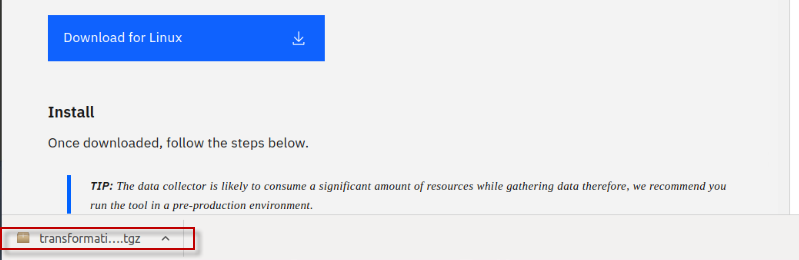 Download for Linux
Install
Once downloaded, follow the steps below.
TIP: The data collector is likely to consume a significant amount of resources while gathering data therefore, we recommend you
run the tool in a pre-production environment.
transformati....tgz